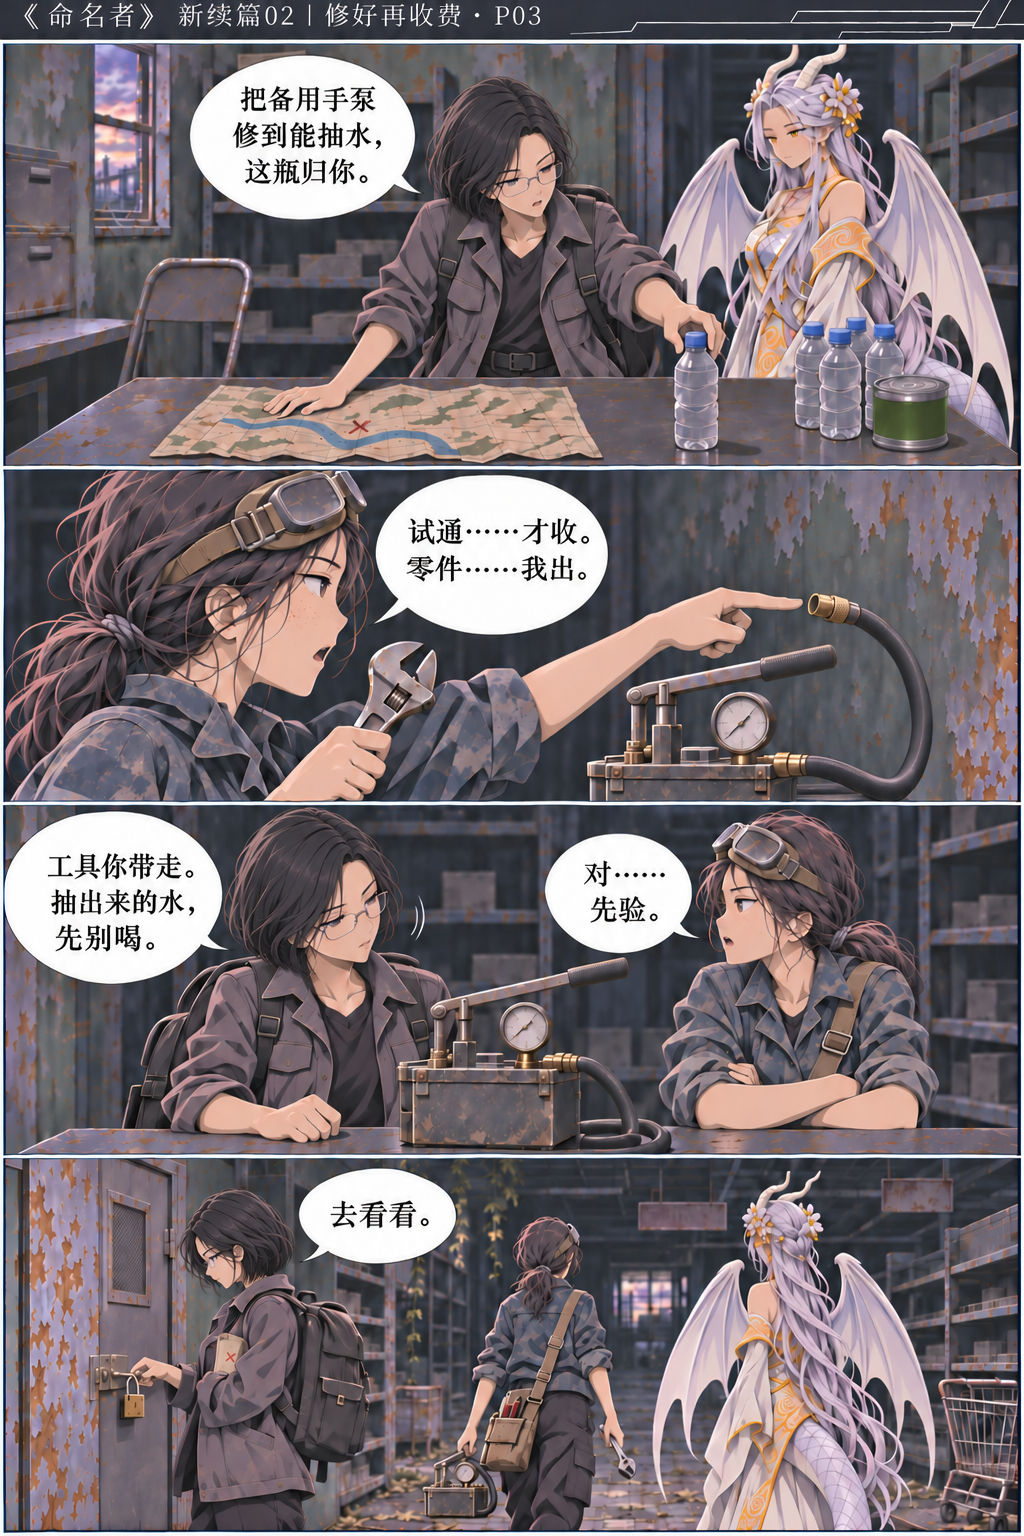 《命名者》 新续篇02｜修好再收费・P03
把备用手泵
修到能抽水，
这瓶归你。
试通……才收。
零件……我出。
工具你带走。
抽出来的水，
先别喝。
对……
先验。
去看看。